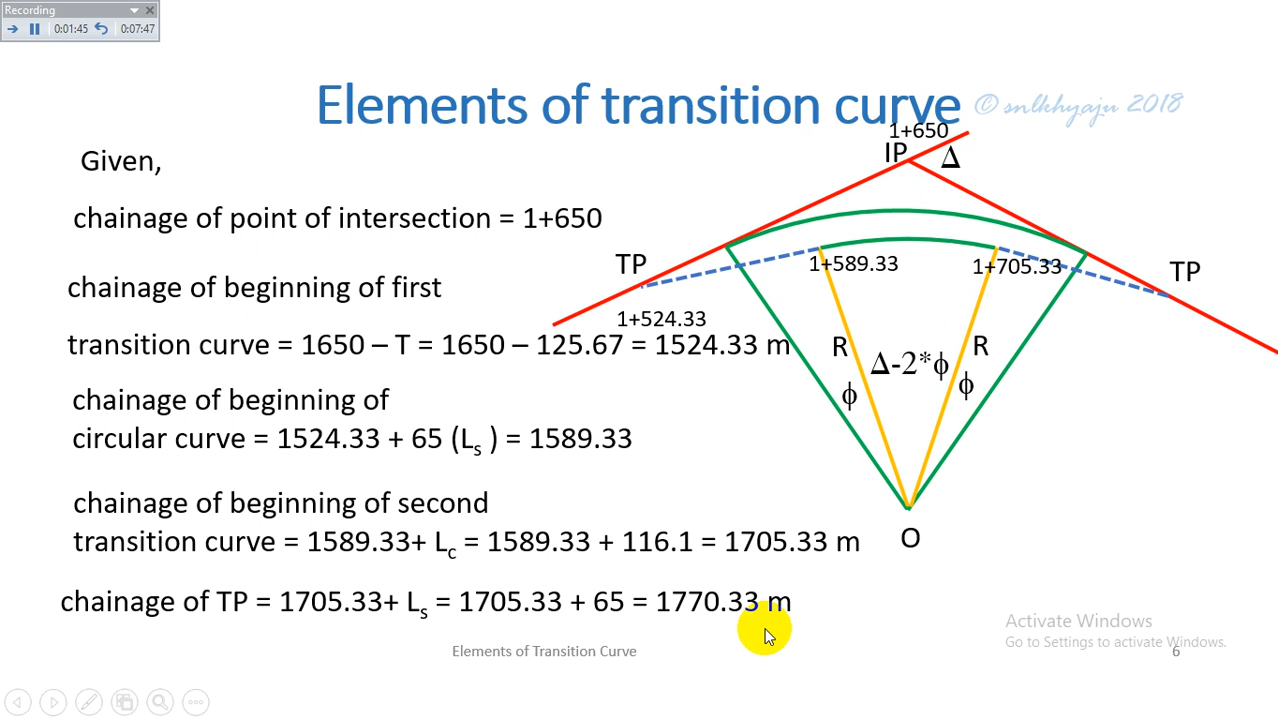 Recording
0:01:45 0:07:47
Elements of transition curve
© snlkhyaju 2018
1+650
IP Δ
Given,
chainage of point of intersection = 1+650
TP
1+589.33
1+705.33
TP
chainage of beginning of first
1+524.33
transition curve = 1650 – T = 1650 – 125.67 = 1524.33 m
R
R
Δ-2*ϕ
ϕ
ϕ
chainage of beginning of
circular curve = 1524.33 + 65 (Ls ) = 1589.33
chainage of beginning of second
transition curve = 1589.33+ Lc = 1589.33 + 116.1 = 1705.33 m
O
chainage of TP = 1705.33+ Ls = 1705.33 + 65 = 1770.33 m
Activate Windows
Go to Settings to activate Windows.
Elements of Transition Curve
6